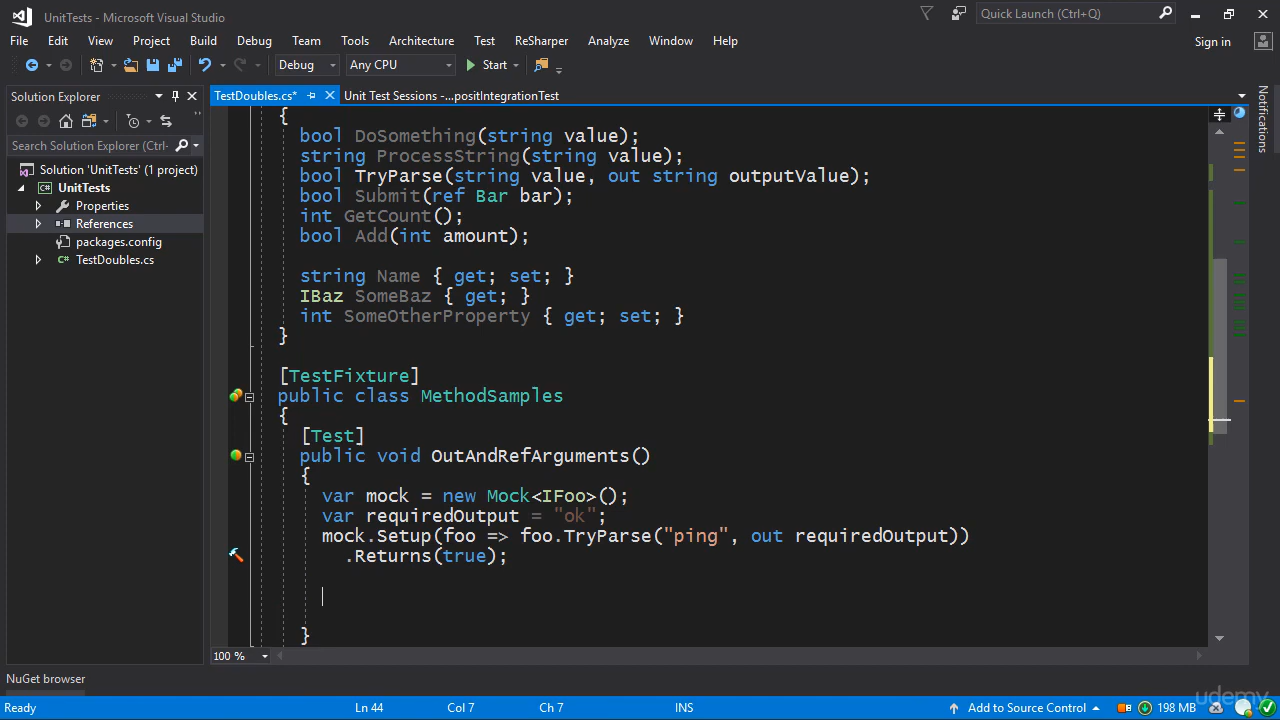 UnitTests - Microsoft Visual Studio
Quick Launch (Ctrl+Q)
File Edit View Project Build Debug Team Tools Architecture Test ReSharper Analyze Window Help
Sign in
Debug Any CPU Start
Solution Explorer
TestDoubles.cs* Unit Test Sessions -...positIntegrationTest
Notifications
Search Solution Explorer (Ctrl-
Solution 'UnitTests' (1 project)
UnitTests
Properties
References
packages.config
TestDoubles.cs
{
bool DoSomething(string value);
string ProcessString(string value);
bool TryParse(string value, out string outputValue);
bool Submit(ref Bar bar);
int GetCount();
bool Add(int amount);
string Name { get; set; }
IBaz SomeBaz { get; }
int SomeOtherProperty { get; set; }
}
[TestFixture]
public class MethodSamples
{
[Test]
public void OutAndRefArguments()
{
var mock = new Mock<IFoo>();
var requiredOutput = "ok";
mock.Setup(foo => foo.TryParse("ping", out requiredOutput))
.Returns(true);
}
100 %
NuGet browser
Ready Ln 44 Col 7 Ch 7 INS Add to Source Control 198 MB
udemy